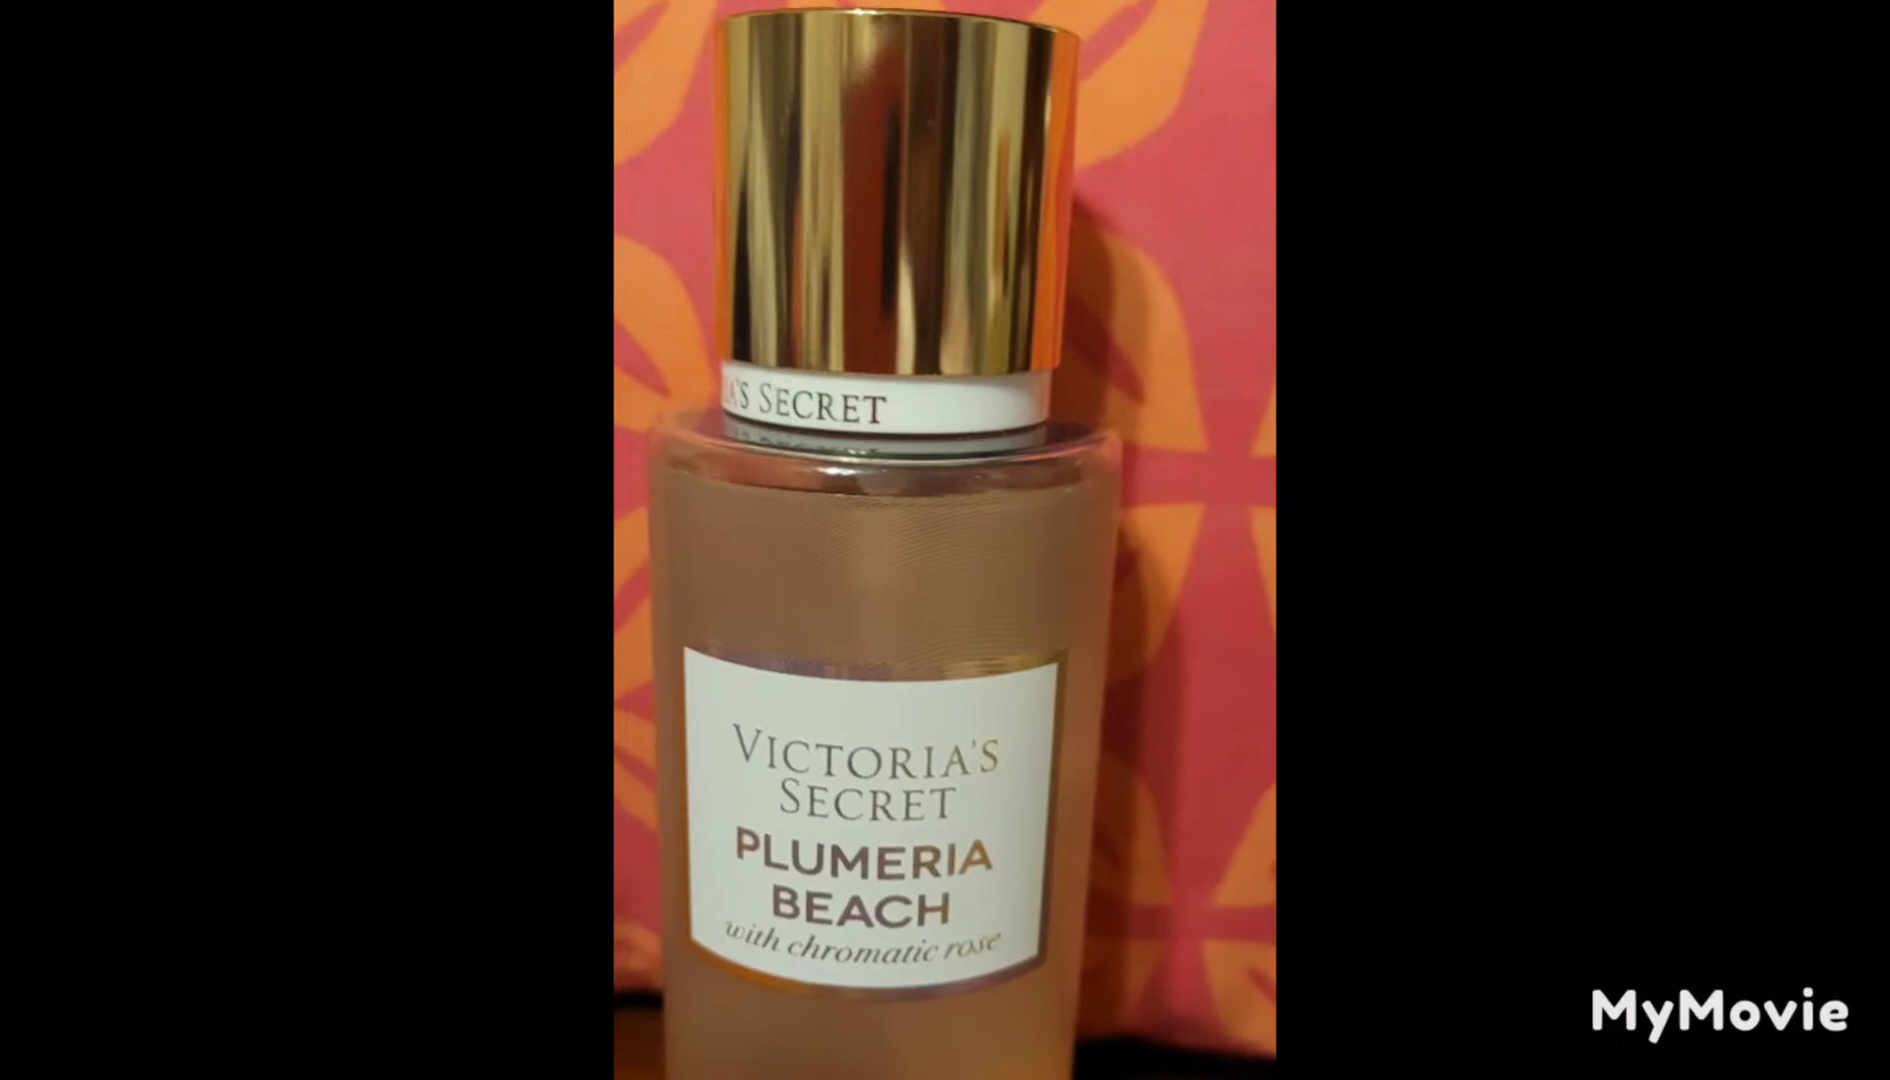 A'S SECRET
VICTORIA'S
SECRET
PLUMERIA
BEACH
with chromatic rose
MyMovie